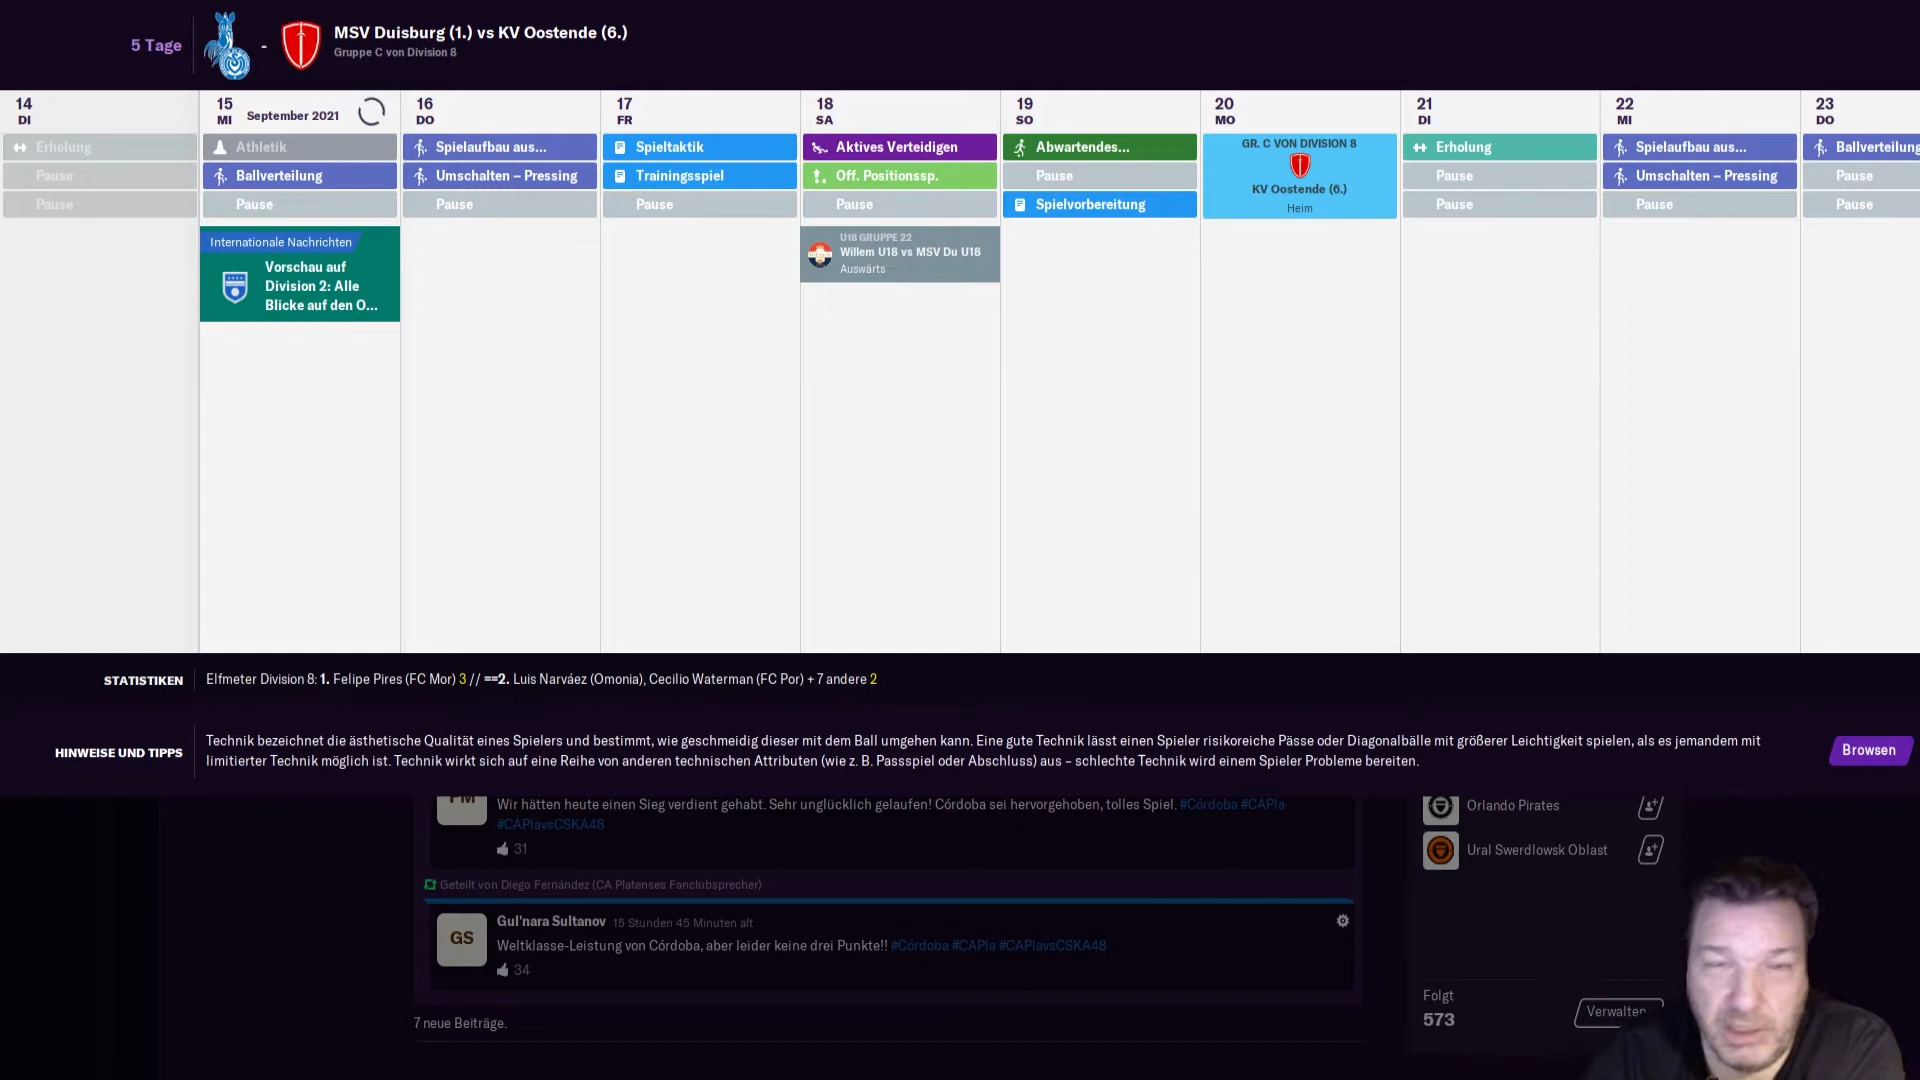 5 Tage
-
MSV Duisburg (1.) vs KV Oostende (6.)
Gruppe C von Division 8
14
DI
15
MI
September 2021
16
DO
17
FR
18
SA
19
SO
20
MO
21
DI
22
MI
23
DO
Erholung
Pause
Pause
Athletik
Ballverteilung
Pause
Spielaufbau aus...
Umschalten – Pressing
Pause
Spieltaktik
Trainingsspiel
Pause
Aktives Verteidigen
Off. Positionssp.
Pause
Abwartendes...
Pause
Spielvorbereitung
GR. C VON DIVISION 8
KV Oostende (6.)
Heim
Erholung
Pause
Pause
Spielaufbau aus...
Umschalten – Pressing
Pause
Ballverteilung
Pause
Pause
Internationale Nachrichten
Vorschau auf
Division 2: Alle
Blicke auf den O...
U18 GRUPPE 22
Willem U18 vs MSV Du U18
Auswärts
STATISTIKEN
Elfmeter Division 8: 1. Felipe Pires (FC Mor) 3 // ==2. Luis Narváez (Omonia), Cecilio Waterman (FC Por) + 7 andere 2
HINWEISE UND TIPPS
Technik bezeichnet die ästhetische Qualität eines Spielers und bestimmt, wie geschmeidig dieser mit dem Ball umgehen kann. Eine gute Technik lässt einen Spieler risikoreiche Pässe oder Diagonalbälle mit größerer Leichtigkeit spielen, als es jemandem mit
limitierter Technik möglich ist. Technik wirkt sich auf eine Reihe von anderen technischen Attributen (wie z. B. Passspiel oder Abschluss) aus – schlechte Technik wird einem Spieler Probleme bereiten.
Browsen
FM
Wir hätten heute einen Sieg verdient gehabt. Sehr unglücklich gelaufen! Córdoba sei hervorgehoben, tolles Spiel. #Córdoba #CAPla
#CAPlavsCSKA48
31
Geteilt von Diego Fernández (CA Platenses Fanclubsprecher)
GS
Gul'nara Sultanov 15 Stunden 45 Minuten alt
Weltklasse-Leistung von Córdoba, aber leider keine drei Punkte!! #Córdoba #CAPla #CAPlavsCSKA48
34
7 neue Beiträge.
Orlando Pirates
Ural Swerdlowsk Oblast
Folgt
573
Verwalten